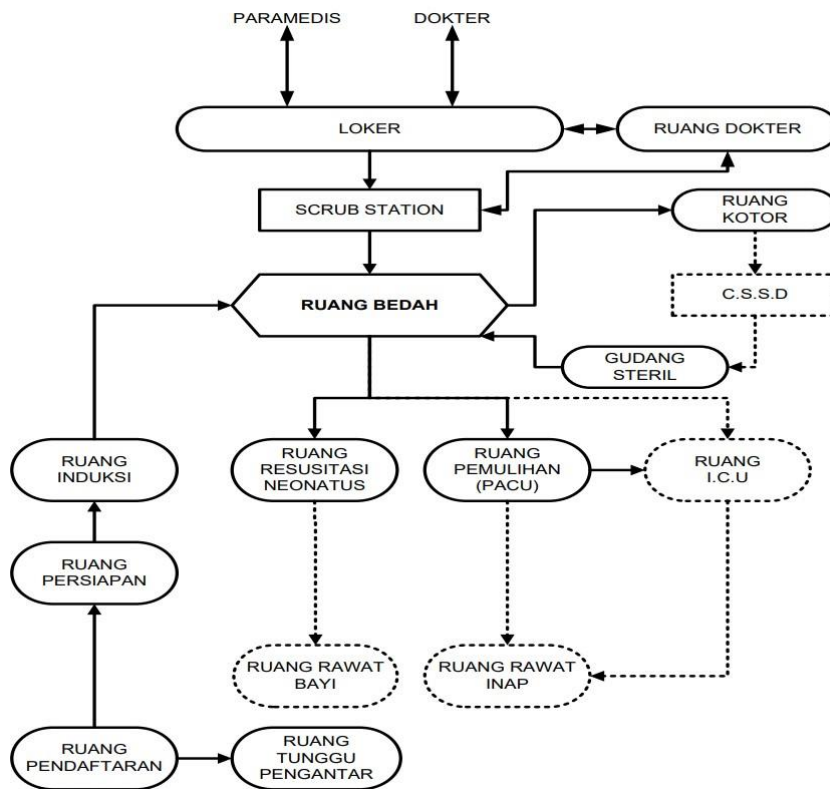 PARAMEDIS
DOKTER
LOKER
RUANG DOKTER
SCRUB STATION
RUANG
KOTOR
C.S.S.D
RUANG BEDAH
GUDANG
STERIL
RUANG
INDUKSI
RUANG
RESUSITASI
NEONATUS
RUANG
PEMULIHAN
(PACU)
RUANG
I.C.U
RUANG
PERSIAPAN
RUANG RAWAT
BAYI
RUANG RAWAT
INAP
RUANG
PENDAFTARAN
RUANG
TUNGGU
PENGANTAR